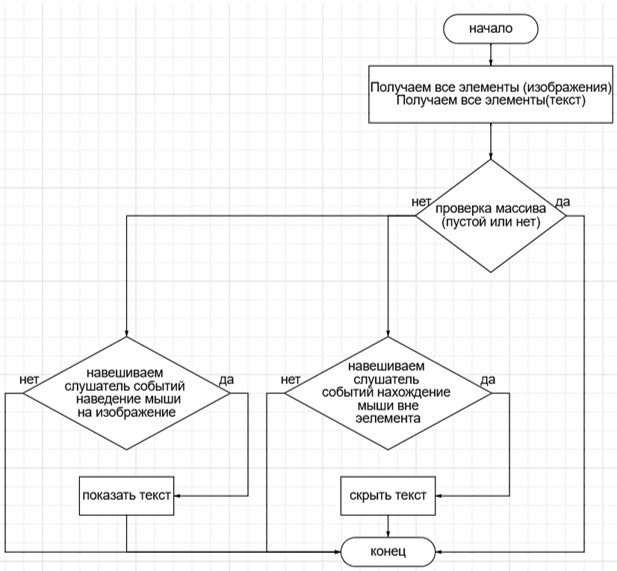 начало
Получаем все элементы (изображения)
Получаем все элементы(текст)
нет
да
проверка массива
(пустой или нет)
нет
да
навешиваем
слушатель событий
наведение мыши
на изображение
нет
да
навешиваем
слушатель
событий нахождение
мыши вне
эелемента
показать текст
скрыть текст
конец